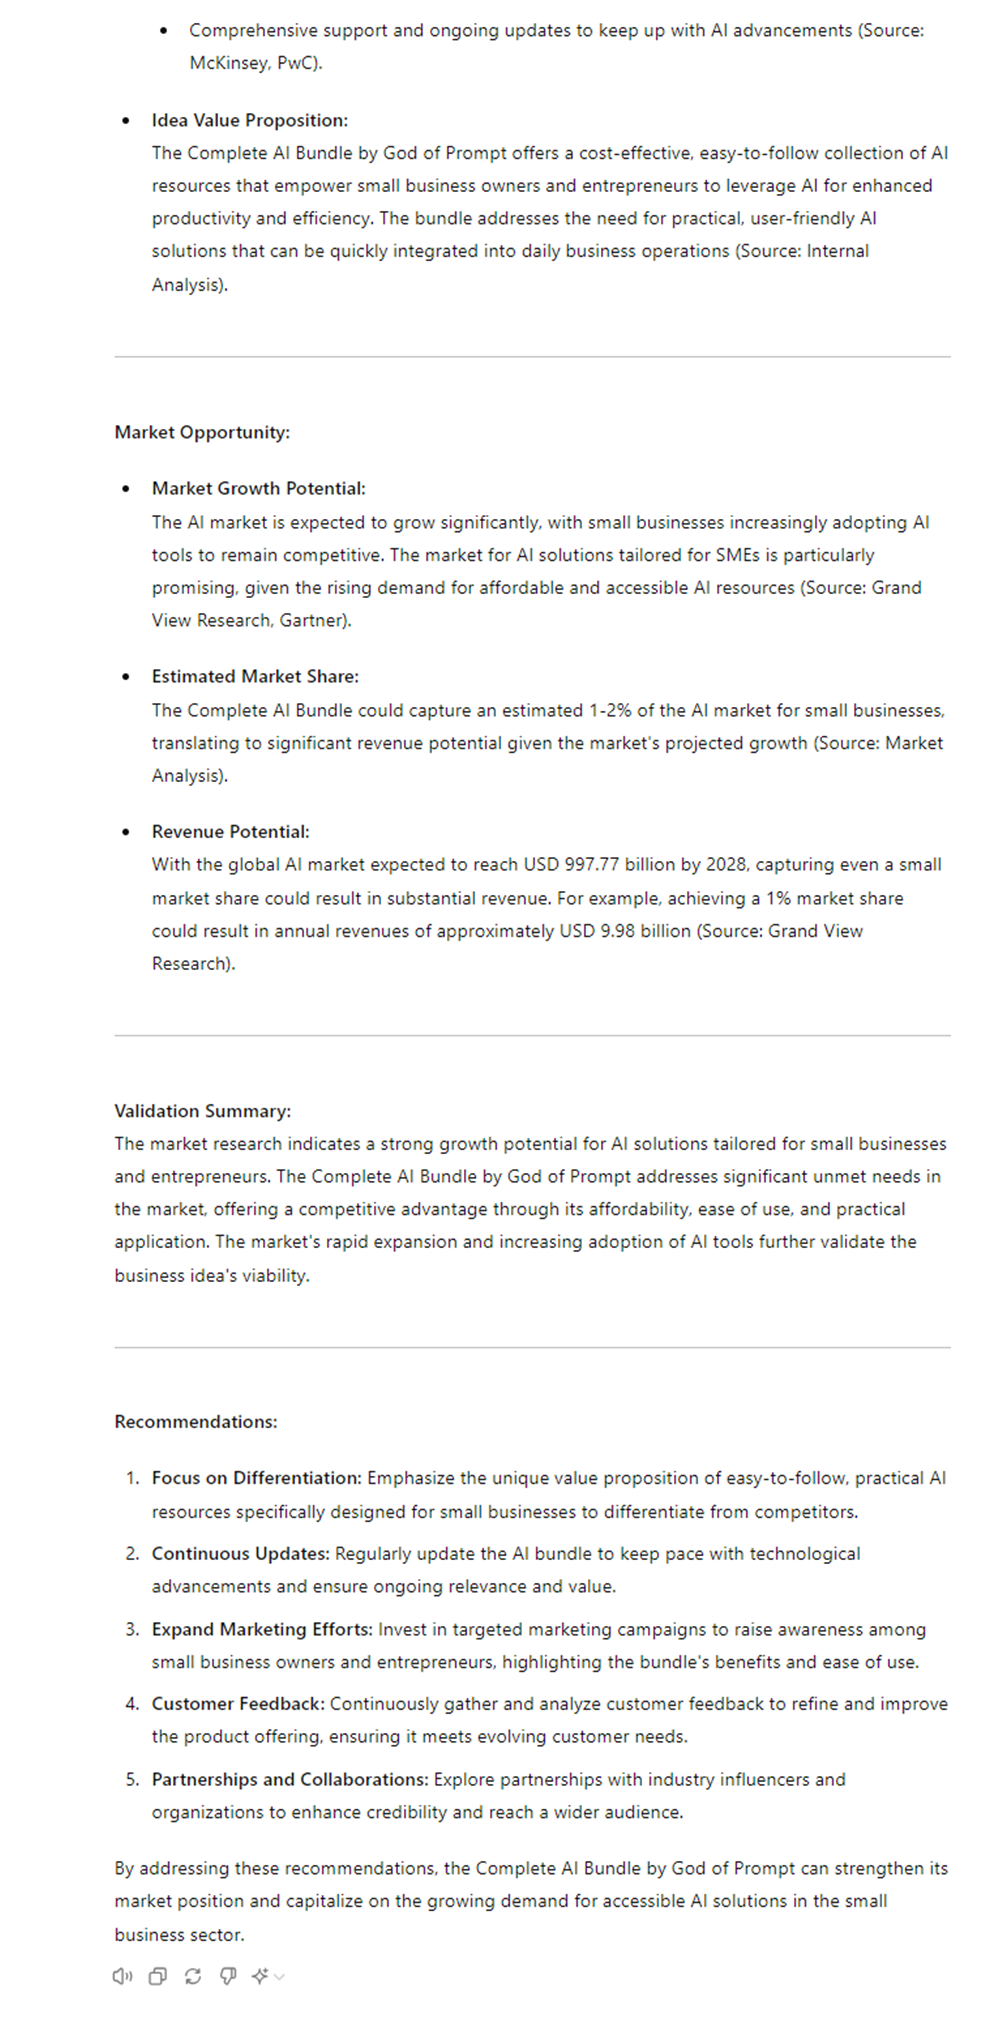 Comprehensive support and ongoing updates to keep up with AI advancements (Source:
McKinsey, PwC).
Idea Value Proposition:
The Complete AI Bundle by God of Prompt offers a cost-effective, easy-to-follow collection of AI
resources that empower small business owners and entrepreneurs to leverage AI for enhanced
productivity and efficiency. The bundle addresses the need for practical, user-friendly AI
solutions that can be quickly integrated into daily business operations (Source: Internal
Analysis).
Market Opportunity:
Market Growth Potential:
The AI market is expected to grow significantly, with small businesses increasingly adopting AI
tools to remain competitive. The market for AI solutions tailored for SMEs is particularly
promising, given the rising demand for affordable and accessible AI resources (Source: Grand
View Research, Gartner).
Estimated Market Share:
The Complete AI Bundle could capture an estimated 1-2% of the AI market for small businesses,
translating to significant revenue potential given the market's projected growth (Source: Market
Analysis).
Revenue Potential:
With the global AI market expected to reach USD 997.77 billion by 2028, capturing even a small
market share could result in substantial revenue. For example, achieving a 1% market share
could result in annual revenues of approximately USD 9.98 billion (Source: Grand View
Research).
Validation Summary:
The market research indicates a strong growth potential for AI solutions tailored for small businesses
and entrepreneurs. The Complete AI Bundle by God of Prompt addresses significant unmet needs in
the market, offering a competitive advantage through its affordability, ease of use, and practical
application. The market's rapid expansion and increasing adoption of AI tools further validate the
business idea's viability.
Recommendations:
1. Focus on Differentiation: Emphasize the unique value proposition of easy-to-follow, practical AI
resources specifically designed for small businesses to differentiate from competitors.
2. Continuous Updates: Regularly update the AI bundle to keep pace with technological
advancements and ensure ongoing relevance and value.
3. Expand Marketing Efforts: Invest in targeted marketing campaigns to raise awareness among
small business owners and entrepreneurs, highlighting the bundle's benefits and ease of use.
4. Customer Feedback: Continuously gather and analyze customer feedback to refine and improve
the product offering, ensuring it meets evolving customer needs.
5. Partnerships and Collaborations: Explore partnerships with industry influencers and
organizations to enhance credibility and reach a wider audience.
By addressing these recommendations, the Complete AI Bundle by God of Prompt can strengthen its
market position and capitalize on the growing demand for accessible AI solutions in the small
business sector.